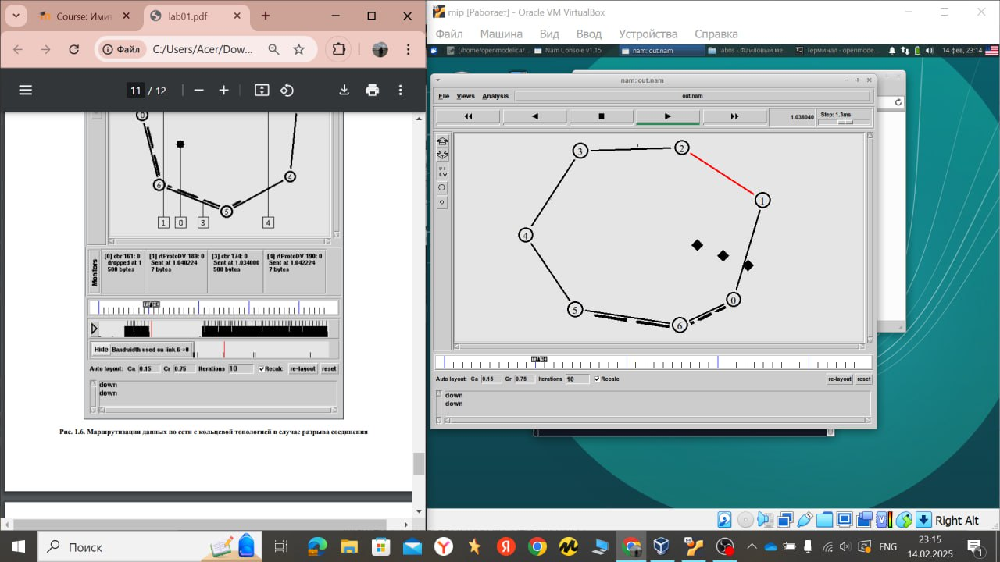 Course: Имит
lab01.pdf
Файл
C:/Users/Acer/Dow...
11 / 12
0
6
5
4
1
0
3
4
Monitors
[0] cbr 161: 0
dropped at 1
500 bytes
[1] rtProtoDV 189: 0
Sent at 1.040224
7 bytes
[3] cbr 174: 0
Sent at 1.034000
500 bytes
[4] rtProtoDV 190: 0
Sent at 1.042224
7 bytes
TIME
Hide Bandwidth used on link 6->0
Auto layout: Ca 0.15 Cr 0.75 Iterations 10 Recalc re-layout reset
down
down
Рис. 1.6. Маршрутизация данных по сети с кольцевой топологией в случае разрыва соединения
mip [Работает] - Oracle VM VirtualBox
Файл Машина Вид Ввод Устройства Справка
[/home/openmodelica/... Nam Console v1.15 nam: out.nam labns - Файловый ме... Терминал - openmode... 14 фев, 23:14
nam: out.nam
File Views Analysis out.nam
1.038040 Step: 1.3ms
VIEW
3
2
1
4
0
5
6
TIME
Auto layout: Ca 0.15 Cr 0.75 Iterations 10 Recalc re-layout reset
down
down
Right Alt
Поиск
ENG
23:15
14.02.2025
1